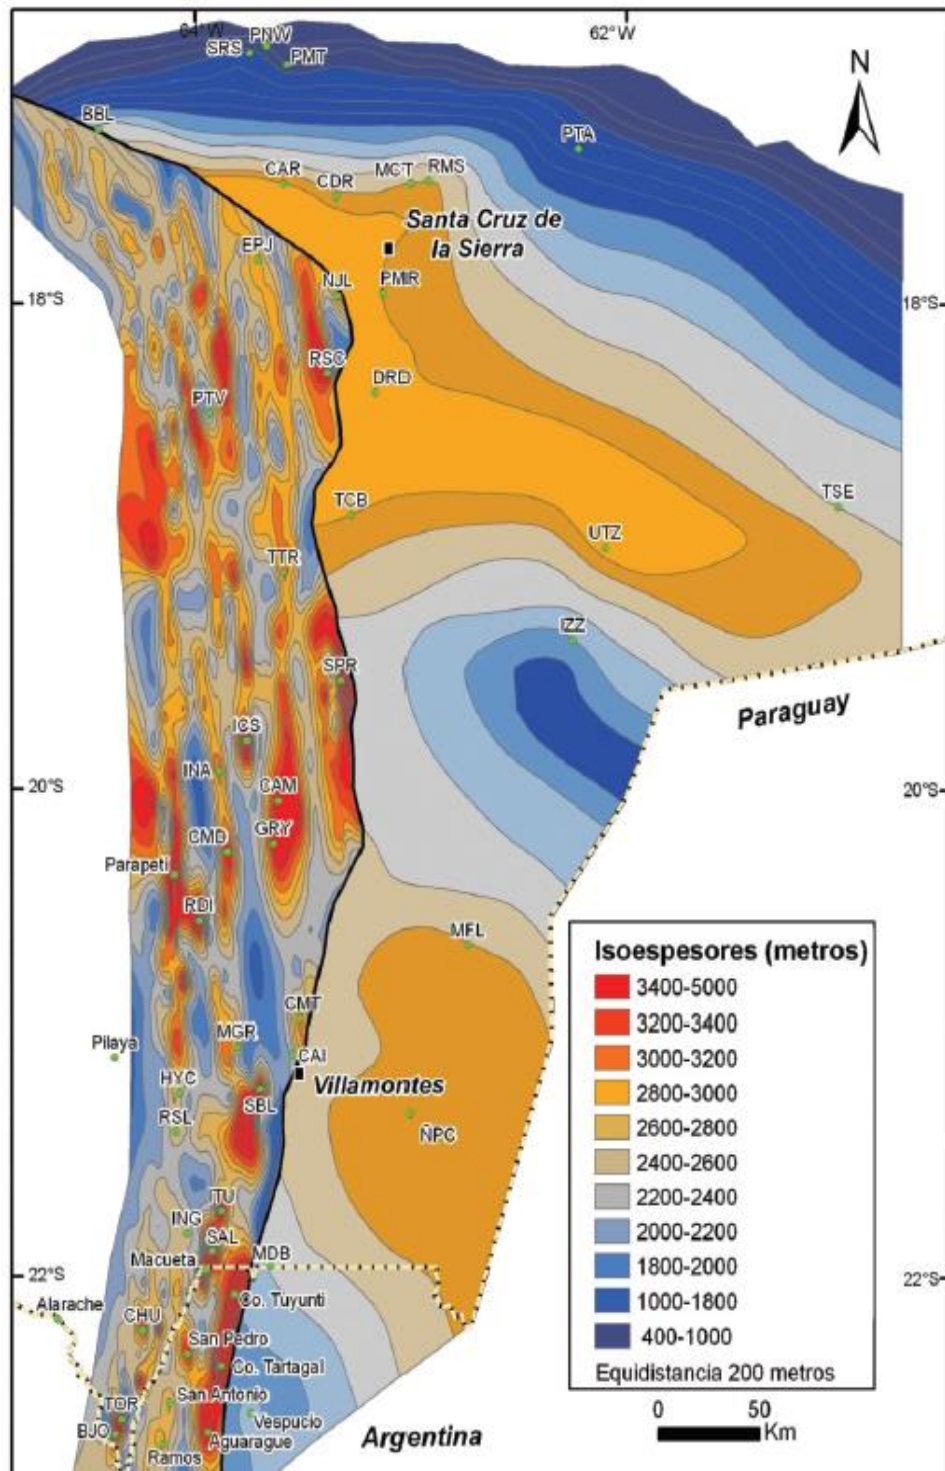 64°W
62°W
PNW
SRS
PMT
N
BBL
PTA
CAR
MCT
RMS
CDR
Santa Cruz de
la Sierra
EPJ
NJL
PMR
18°S
18°S
RSC
DRD
PTV
TCB
TSE
UTZ
TTR
IZZ
SPR
Paraguay
ICS
INA
CAM
20°S
20°S
GRY
CMD
Parapeti
RDI
MFL
CMT
MGR
CAI
Pilaya
HYC
Villamontes
SBL
RSL
ÑPC
ITU
ING
SAL
MDB
Macueta
22°S
22°S
Alarache
CHU
Co. Tuyunti
San Pedro
Co. Tartagal
San Antonio
TOR
Vespucio
BJO
Aguarague
Ramos
Argentina
Isoespesores (metros)
3400-5000
3200-3400
3000-3200
2800-3000
2600-2800
2400-2600
2200-2400
2000-2200
1800-2000
1000-1800
400-1000
Equidistancia 200 metros
0 50
Km